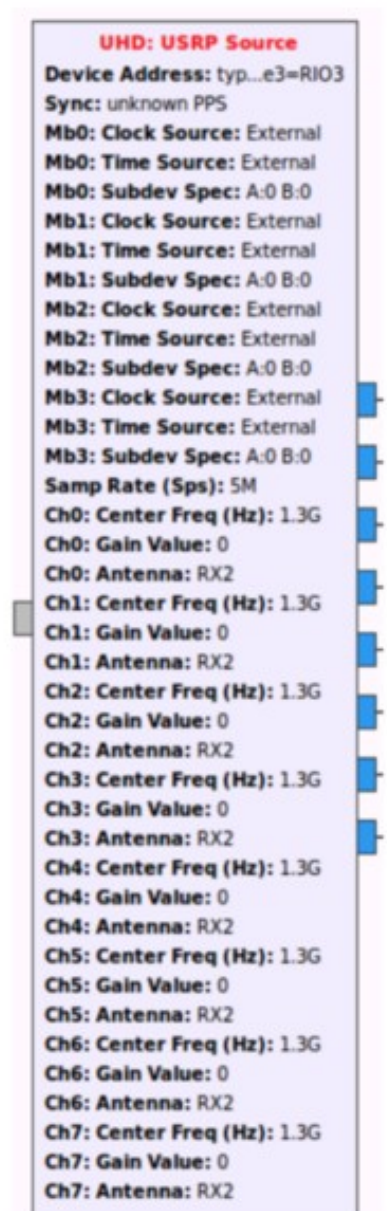 UHD: USRP Source
Device Address: typ...e3=RIO3
Sync: unknown PPS
Mb0: Clock Source: External
Mb0: Time Source: External
Mb0: Subdev Spec: A:0 B:0
Mb1: Clock Source: External
Mb1: Time Source: External
Mb1: Subdev Spec: A:0 B:0
Mb2: Clock Source: External
Mb2: Time Source: External
Mb2: Subdev Spec: A:0 B:0
Mb3: Clock Source: External
Mb3: Time Source: External
Mb3: Subdev Spec: A:0 B:0
Samp Rate (Sps): 5M
Ch0: Center Freq (Hz): 1.3G
Ch0: Gain Value: 0
Ch0: Antenna: RX2
Ch1: Center Freq (Hz): 1.3G
Ch1: Gain Value: 0
Ch1: Antenna: RX2
Ch2: Center Freq (Hz): 1.3G
Ch2: Gain Value: 0
Ch2: Antenna: RX2
Ch3: Center Freq (Hz): 1.3G
Ch3: Gain Value: 0
Ch3: Antenna: RX2
Ch4: Center Freq (Hz): 1.3G
Ch4: Gain Value: 0
Ch4: Antenna: RX2
Ch5: Center Freq (Hz): 1.3G
Ch5: Gain Value: 0
Ch5: Antenna: RX2
Ch6: Center Freq (Hz): 1.3G
Ch6: Gain Value: 0
Ch6: Antenna: RX2
Ch7: Center Freq (Hz): 1.3G
Ch7: Gain Value: 0
Ch7: Antenna: RX2